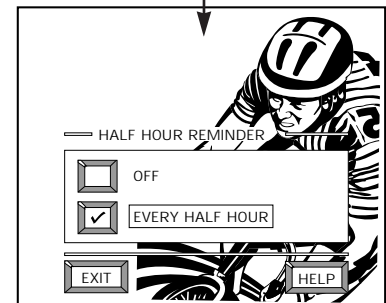 HALF HOUR REMINDER
OFF
EVERY HALF HOUR
EXIT
HELP